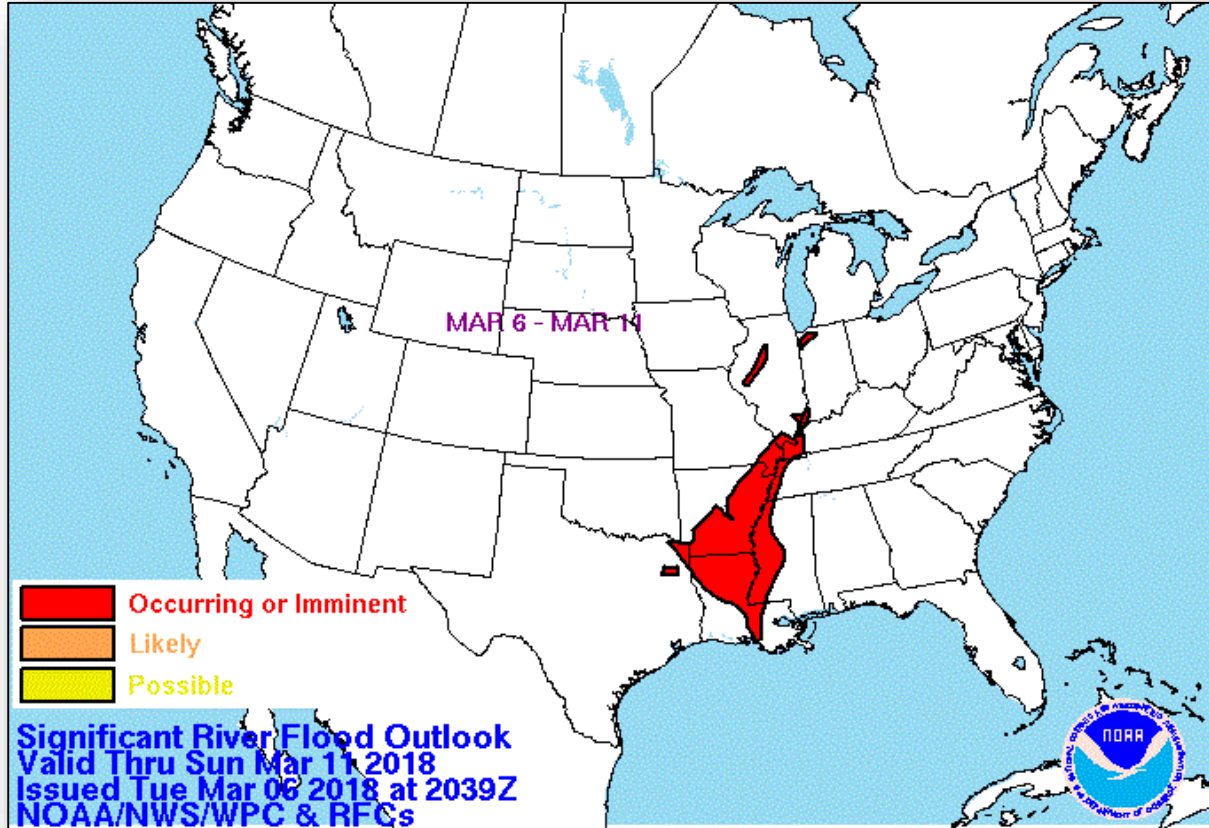 MAR 6 - MAR 11
Occurring or Imminent
Likely
Possible
Significant River Flood Outlook
Valid Thru Sun Mar 11 2018
Issued Tue Mar 06 2018 at 2039Z
NOAA/NWS/WPC & RFCs
NOAA